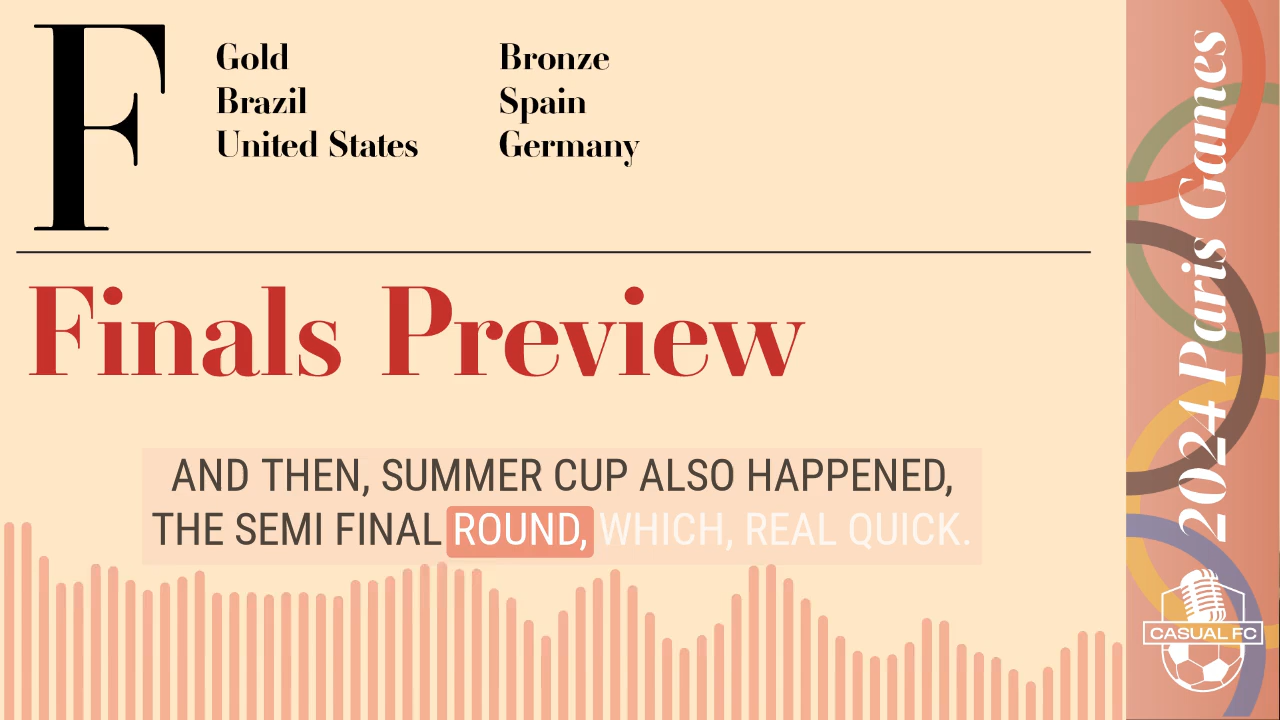 F
Gold
Brazil
United States
Bronze
Spain
Germany
Finals Preview
AND THEN, SUMMER CUP ALSO HAPPENED,
THE SEMI FINAL ROUND, WHICH, REAL QUICK.
2024 Paris Games
CASUAL FC